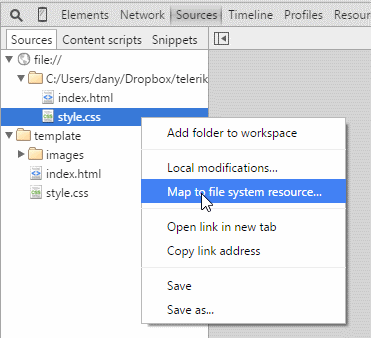 Elements Network Sources Timeline Profiles Resour
Sources Content scripts Snippets
file://
C:/Users/dany/Dropbox/telerik
index.html
style.css
template
images
index.html
style.css
Add folder to workspace
Local modifications...
Map to file system resource...
Open link in new tab
Copy link address
Save
Save as...